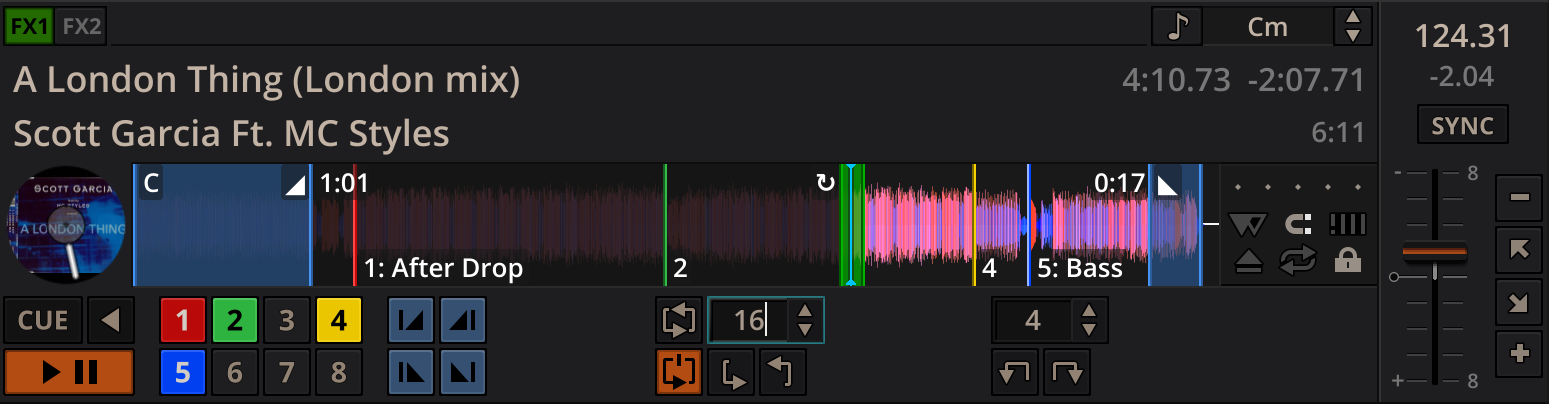 FX1 FX2 Cm 124.31
A London Thing (London mix) 4:10.73 -2:07.71 -2.04
Scott Garcia Ft. MC Styles 6:11 SYNC
SCOTT GARCIA
MC STYLES
A LONDON THING
C 1:01 0:17 - 8
1: After Drop 2 4 5: Bass
CUE 1 2 3 4 16 4
5 6 7 8 + 8